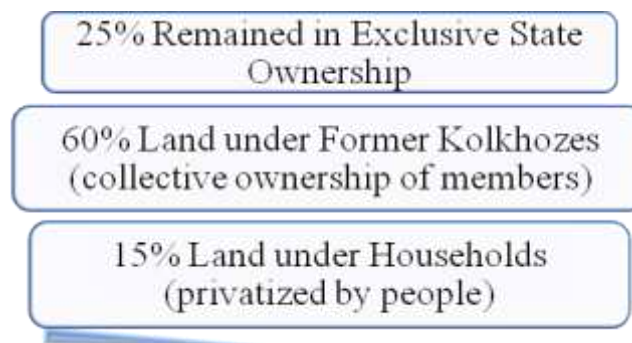 25% Remained in Exclusive State
Ownership
60% Land under Former Kolkhozes
(collective ownership of members)
15% Land under Households
(privatized by people)